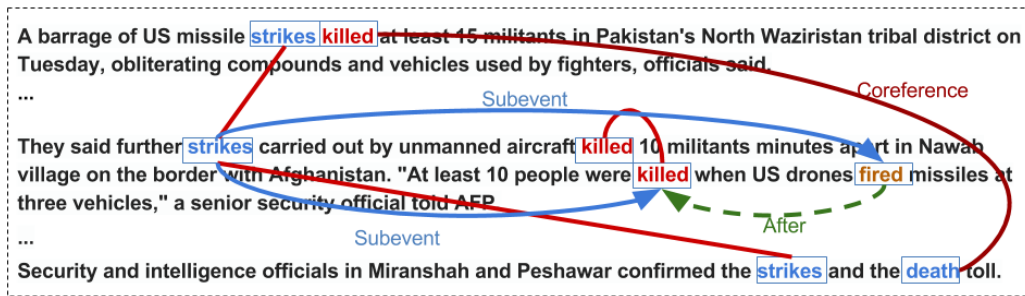 A barrage of US missile strikes killed at least 15 militants in Pakistan's North Waziristan tribal district on
Tuesday, obliterating compounds and vehicles used by fighters, officials said.
...
Coreference
Subevent
They said further strikes carried out by unmanned aircraft killed 10 militants minutes apart in Nawab
village on the border with Afghanistan. "At least 10 people were killed when US drones fired missiles at
three vehicles," a senior security official told AFP
After
...
Subevent
Security and intelligence officials in Miranshah and Peshawar confirmed the strikes and the death toll.